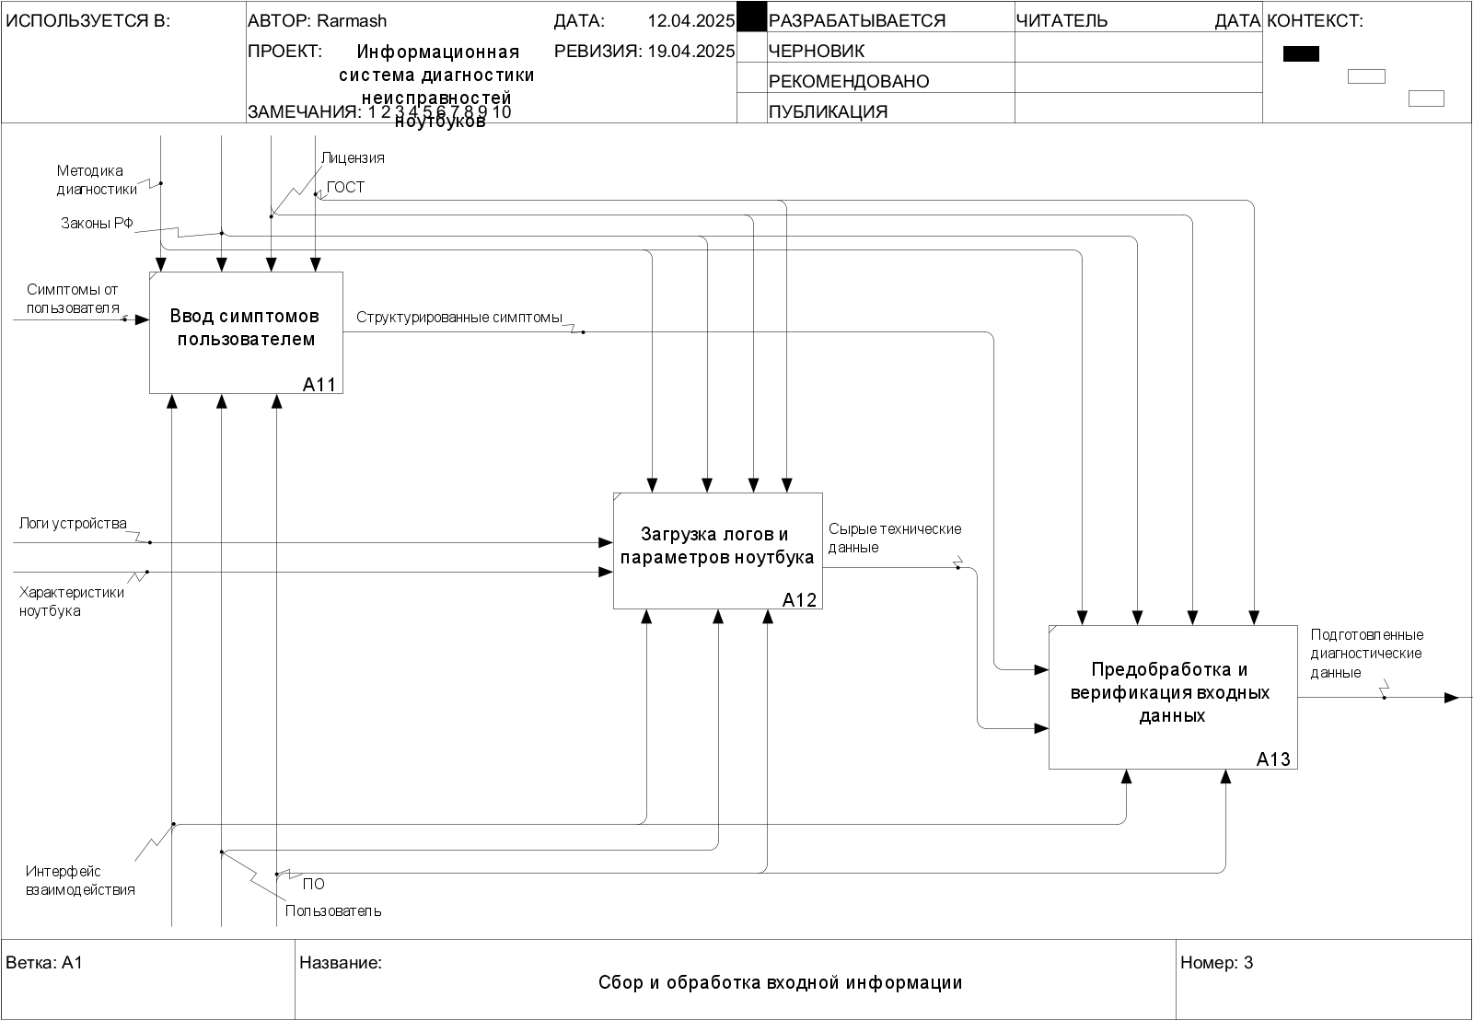 ИСПОЛЬЗУЕТСЯ В:
АВТОР: Rarmash
ДАТА: 12.04.2025
РАЗРАБАТЫВАЕТСЯ
ЧИТАТЕЛЬ
ДАТА
КОНТЕКСТ:
ПРОЕКТ:
Информационная
система диагностики
неисправностей
ноутбуков
РЕВИЗИЯ: 19.04.2025
ЧЕРНОВИК
РЕКОМЕНДОВАНО
ЗАМЕЧАНИЯ: 1 2 3 4 5 6 7 8 9 10
ПУБЛИКАЦИЯ
Лицензия
Методика
диагностики
ГОСТ
Законы РФ
Симптомы от
пользователя
Ввод симптомов
пользователем
A11
Структурированные симптомы
Логи устройства
Характеристики
ноутбука
Загрузка логов и
параметров ноутбука
A12
Сырые технические
данные
Предобработка и
верификация входных
данных
A13
Подготовленные
диагностические
данные
Интерфейс
взаимодействия
ПО
Пользователь
Ветка: A1
Название:
Сбор и обработка входной информации
Номер: 3